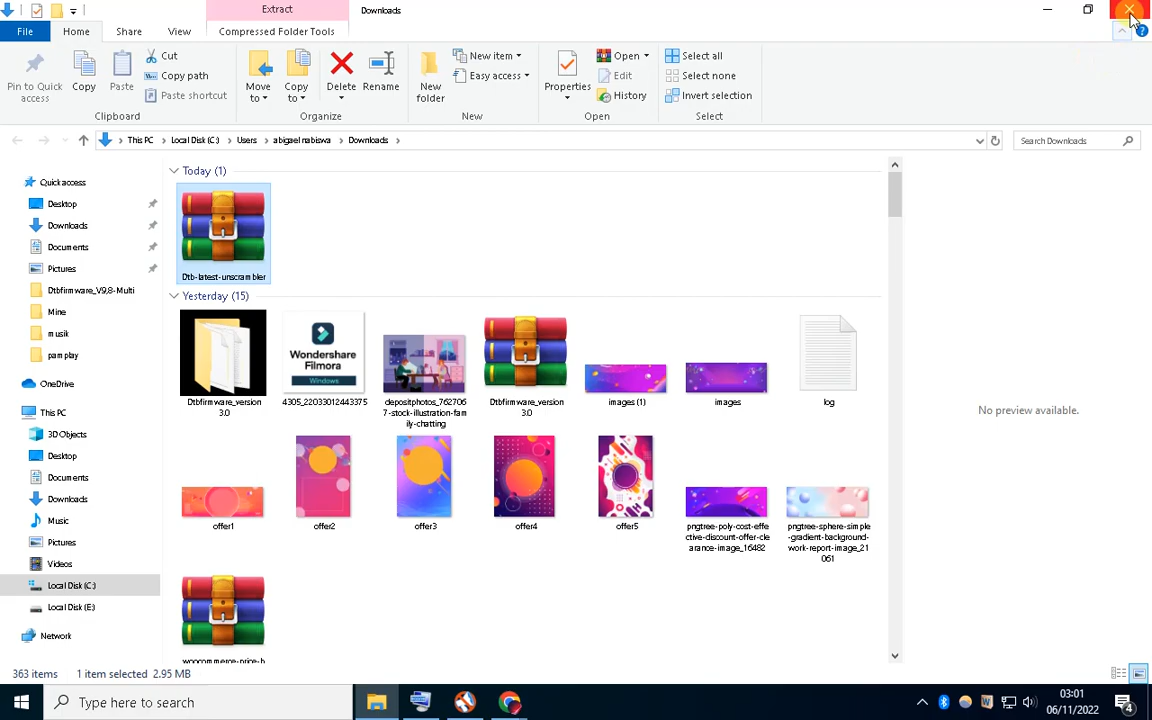 Extract
Downloads
File
Home
Share
View
Compressed Folder Tools
Pin to Quick
access
Copy
Paste
Cut
Copy path
Paste shortcut
Clipboard
Move
to
Copy
to
Delete
Rename
Organize
New
folder
New item
Easy access
New
Properties
Open
Edit
History
Open
Select all
Select none
Invert selection
Select
This PC
Local Disk (C:)
Users
abigael nabiswa
Downloads
Search Downloads
Quick access
Desktop
Downloads
Documents
Pictures
Dtbfirmware_V9,8-Multi
Mine
musik
pam play
OneDrive
This PC
3D Objects
Desktop
Documents
Downloads
Music
Pictures
Videos
Local Disk (C:)
Local Disk (E:)
Network
Today (1)
Dtb-latest-unscrambler
Yesterday (15)
Dtbfirmware_version
3.0
Wondershare
Filmora
Windows
4305_22033012443375
depositphotos_762706
7-stock-illustration-fam
ily-chatting
Dtbfirmware_version
3.0
images (1)
images
log
offer1
offer2
offer3
offer4
offer5
pngtree-poly-cost-effe
ctive-discount-offer-cle
arance-image_16482
pngtree-sphere-simple
-gradient-background-
work-report-image_21
061
woocommerce-price-b
No preview available.
363 items
1 item selected 2.95 MB
Type here to search
03:01
06/11/2022
4